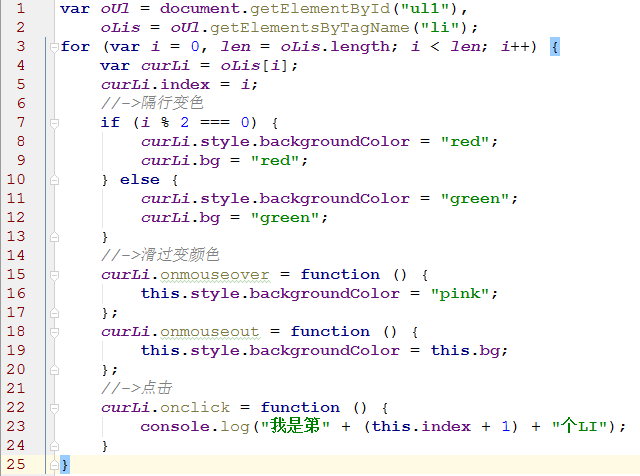 1 var oUl = document.getElementById("ul1"),
2     oLis = oUl.getElementsByTagName("li");
3 for (var i = 0, len = oLis.length; i < len; i++) {
4     var curLi = oLis[i];
5     curLi.index = i;
6     //->隔行变色
7     if (i % 2 === 0) {
8         curLi.style.backgroundColor = "red";
9         curLi.bg = "red";
10     } else {
11         curLi.style.backgroundColor = "green";
12         curLi.bg = "green";
13     }
14     //->滑过变颜色
15     curLi.onmouseover = function () {
16         this.style.backgroundColor = "pink";
17     };
18     curLi.onmouseout = function () {
19         this.style.backgroundColor = this.bg;
20     };
21     //->点击
22     curLi.onclick = function () {
23         console.log("我是第" + (this.index + 1) + "个LI");
24     }
25 }